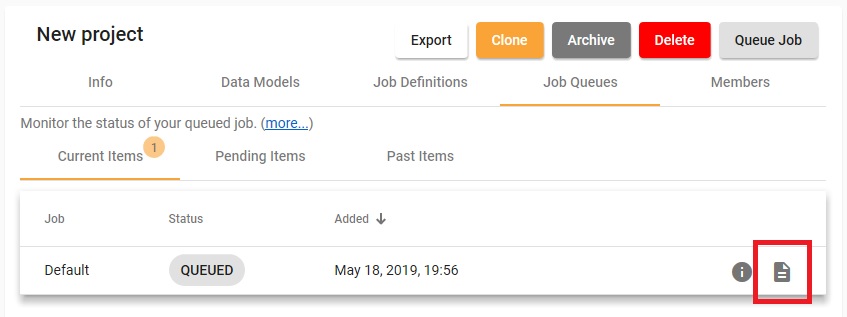 New project
Export Clone Archive Delete Queue Job
Info Data Models Job Definitions Job Queues Members
Monitor the status of your queued job. (more...)
Current Items 1 Pending Items Past Items
Job Status Added
Default QUEUED May 18, 2019, 19:56